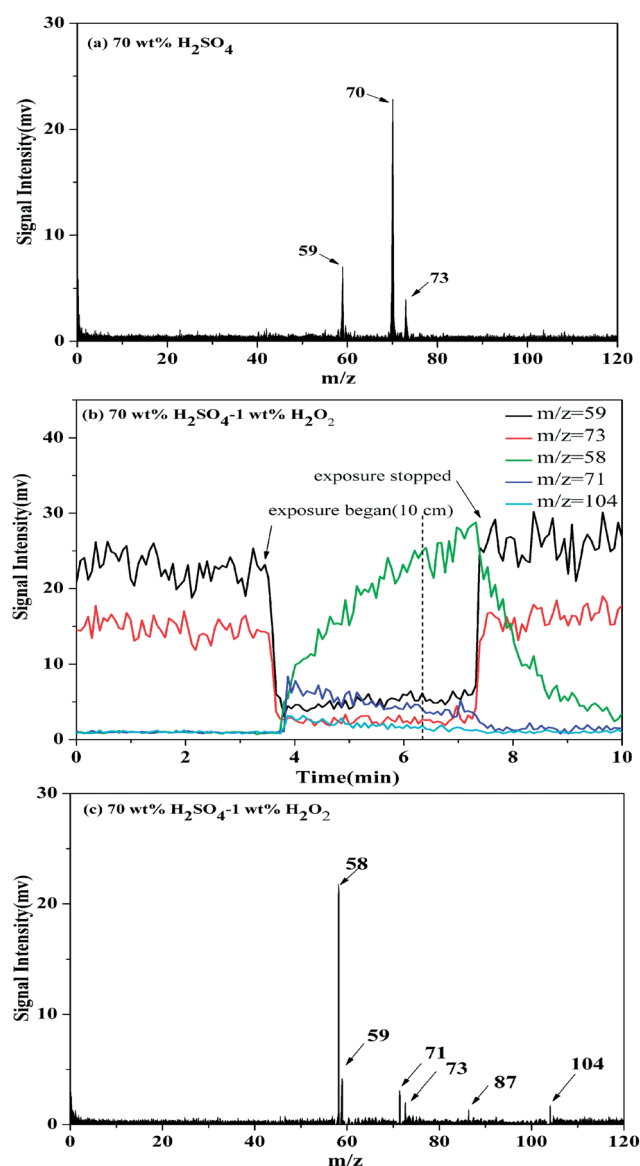 (a) 70 wt% H₂SO₄
Signal Intensity(mv)
30
20
10
0
70
59
73
0 20 40 60 80 100 120
m/z
(b) 70 wt% H₂SO₄-1 wt% H₂O₂
Signal Intensity(mv)
40
30
20
10
0
m/z=59
m/z=73
m/z=58
m/z=71
m/z=104
exposure stopped
exposure began(10 cm)
0 2 4 6 8 10
Time(min)
(c) 70 wt% H₂SO₄-1 wt% H₂O₂
Signal Intensity(mv)
30
20
10
0
58
59
71
73
87
104
0 20 40 60 80 100 120
m/z